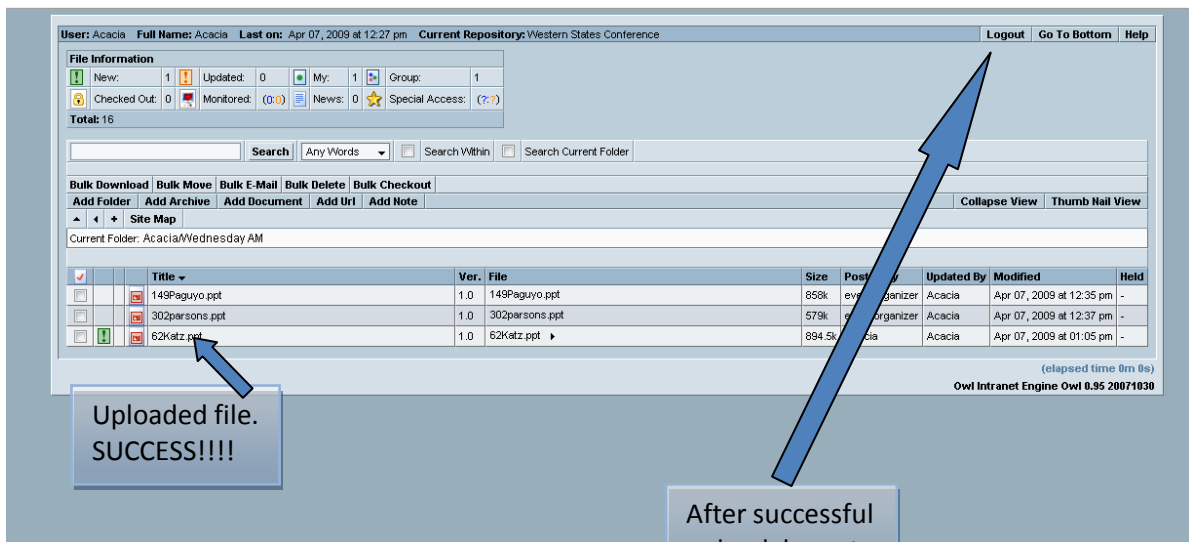 User: Acacia Full Name: Acacia Last on: Apr 07, 2009 at 12:27 pm Current Repository: Western States Conference Logout Go To Bottom Help
File Information
New: 1 Updated: 0 My: 1 Group: 1
Checked Out: 0 Monitored: (0:0) News: 0 Special Access: (?:?)
Total: 16
Search Any Words Search Within Search Current Folder
Bulk Download Bulk Move Bulk E-Mail Bulk Delete Bulk Checkout
Add Folder Add Archive Add Document Add Url Add Note Collapse View Thumb Nail View
+ Site Map
Current Folder: Acacia/Wednesday AM
Title Ver. File Size Updated By Modified Held
149Paguyo.ppt 1.0 149Paguyo.ppt 858k Acacia Apr 07, 2009 at 12:35 pm -
302parsons.ppt 1.0 302parsons.ppt 579k Acacia Apr 07, 2009 at 12:37 pm -
62Katz.ppt 1.0 62Katz.ppt 894.5k Acacia Apr 07, 2009 at 01:05 pm -
(elapsed time 0m 0s)
Owl Intranet Engine Owl 0.95 20071030
Uploaded file.
SUCCESS!!!!
After successful